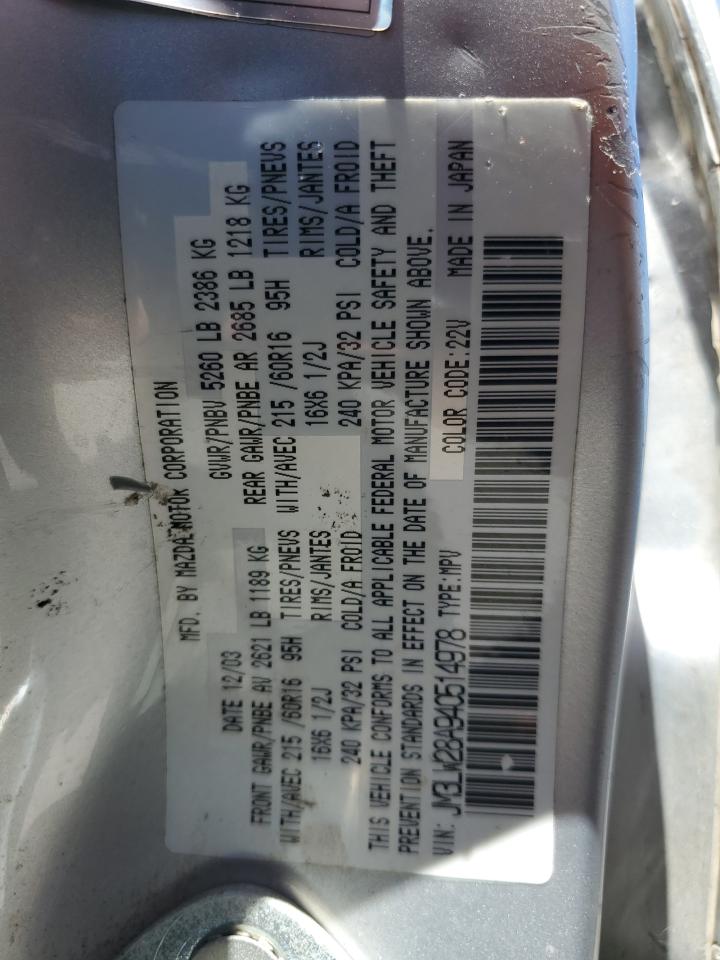 MFD. BY MAZDA MOTOR CORPORATION
DATE 12/03 GVWR/PNBV 5260 LB 2386 KG
FRONT GAWR/PNBE AV 2621 LB 1189 KG REAR GAWR/PNBE AR 2685 LB 1218 KG
WITH/AVEC 215 /60R16 95H TIRES/PNEUS WITH/AVEC 215 /60R16 95H TIRES/PNEUS
16X6 1/2J RIMS/JANTES 16X6 1/2J RIMS/JANTES
240 KPA/32 PSI COLD/A FROID 240 KPA/32 PSI COLD/A FROID
THIS VEHICLE CONFORMS TO ALL APPLICABLE FEDERAL MOTOR VEHICLE SAFETY AND THEFT
PREVENTION STANDARDS IN EFFECT ON THE DATE OF MANUFACTURE SHOWN ABOVE.
VIN: JM3LW28A940514978 TYPE:MPV COLOR CODE:22V MADE IN JAPAN